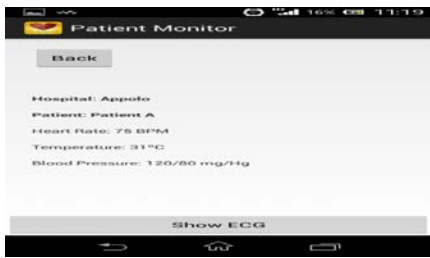 16% 11:19
Patient Monitor
Back
Hospital: Appolo
Patient: Patient A
Heart Rate: 75 BPM
Temperature: 31°C
Blood Pressure: 120/80 mg/Hg
Show ECG